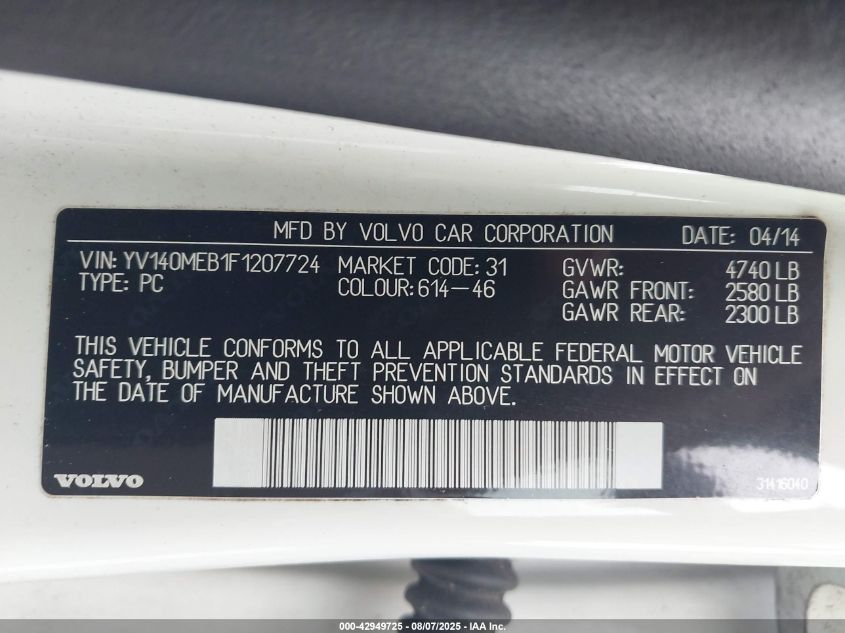 MFD BY VOLVO CAR CORPORATION DATE: 04/14
VIN: YV140MEB1F1207724 MARKET CODE: 31 GVWR: 4740 LB
TYPE: PC COLOUR: 614-46 GAWR FRONT: 2580 LB
GAWR REAR: 2300 LB
THIS VEHICLE CONFORMS TO ALL APPLICABLE FEDERAL MOTOR VEHICLE
SAFETY, BUMPER AND THEFT PREVENTION STANDARDS IN EFFECT ON
THE DATE OF MANUFACTURE SHOWN ABOVE.
VOLVO 31416040
000-42949725 - 08/07/2025 - IAA Inc.